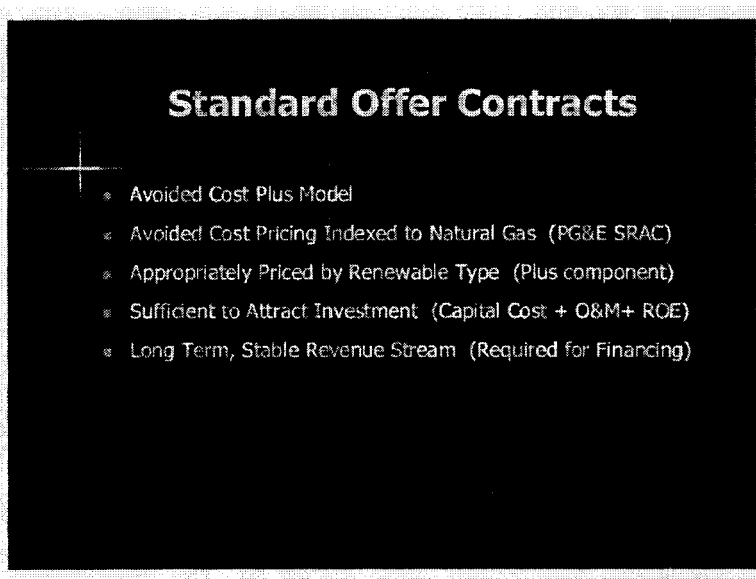 Standard Offer Contracts
Avoided Cost Plus Model
Avoided Cost Pricing Indexed to Natural Gas (PG&E SRAC)
Appropriately Priced by Renewable Type (Plus component)
Sufficient to Attract Investment (Capital Cost + O&M+ ROE)
Long Term, Stable Revenue Stream (Required for Financing)